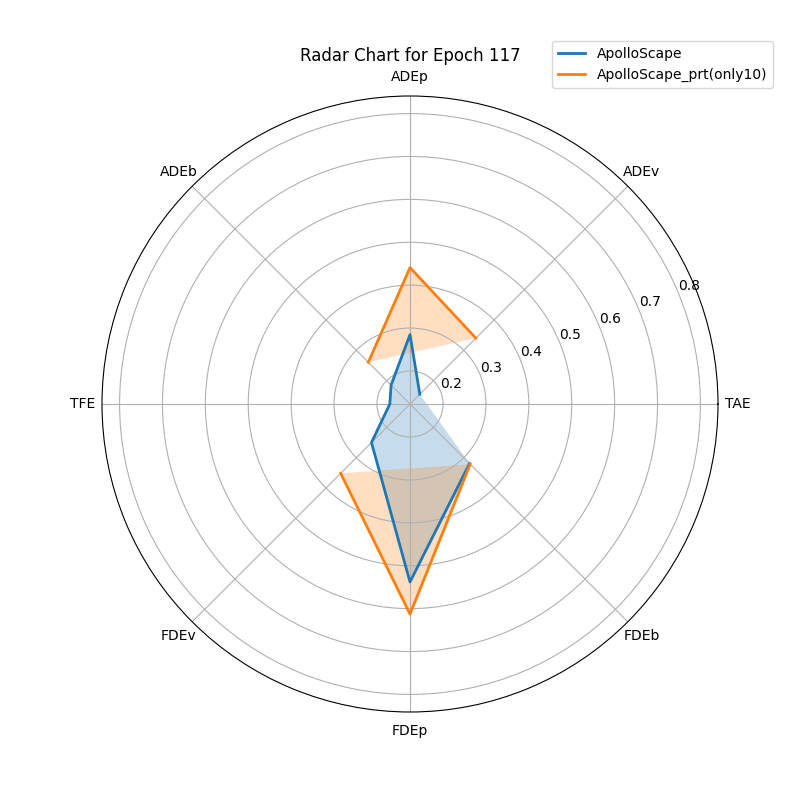 Radar Chart for Epoch 117
ApolloScape
ApolloScape_prt(only10)
ADEp
ADEb
ADEv
0.8
0.7
0.6
0.5
0.4
0.3
0.2
TFE
TAE
FDEv
FDEb
FDEp